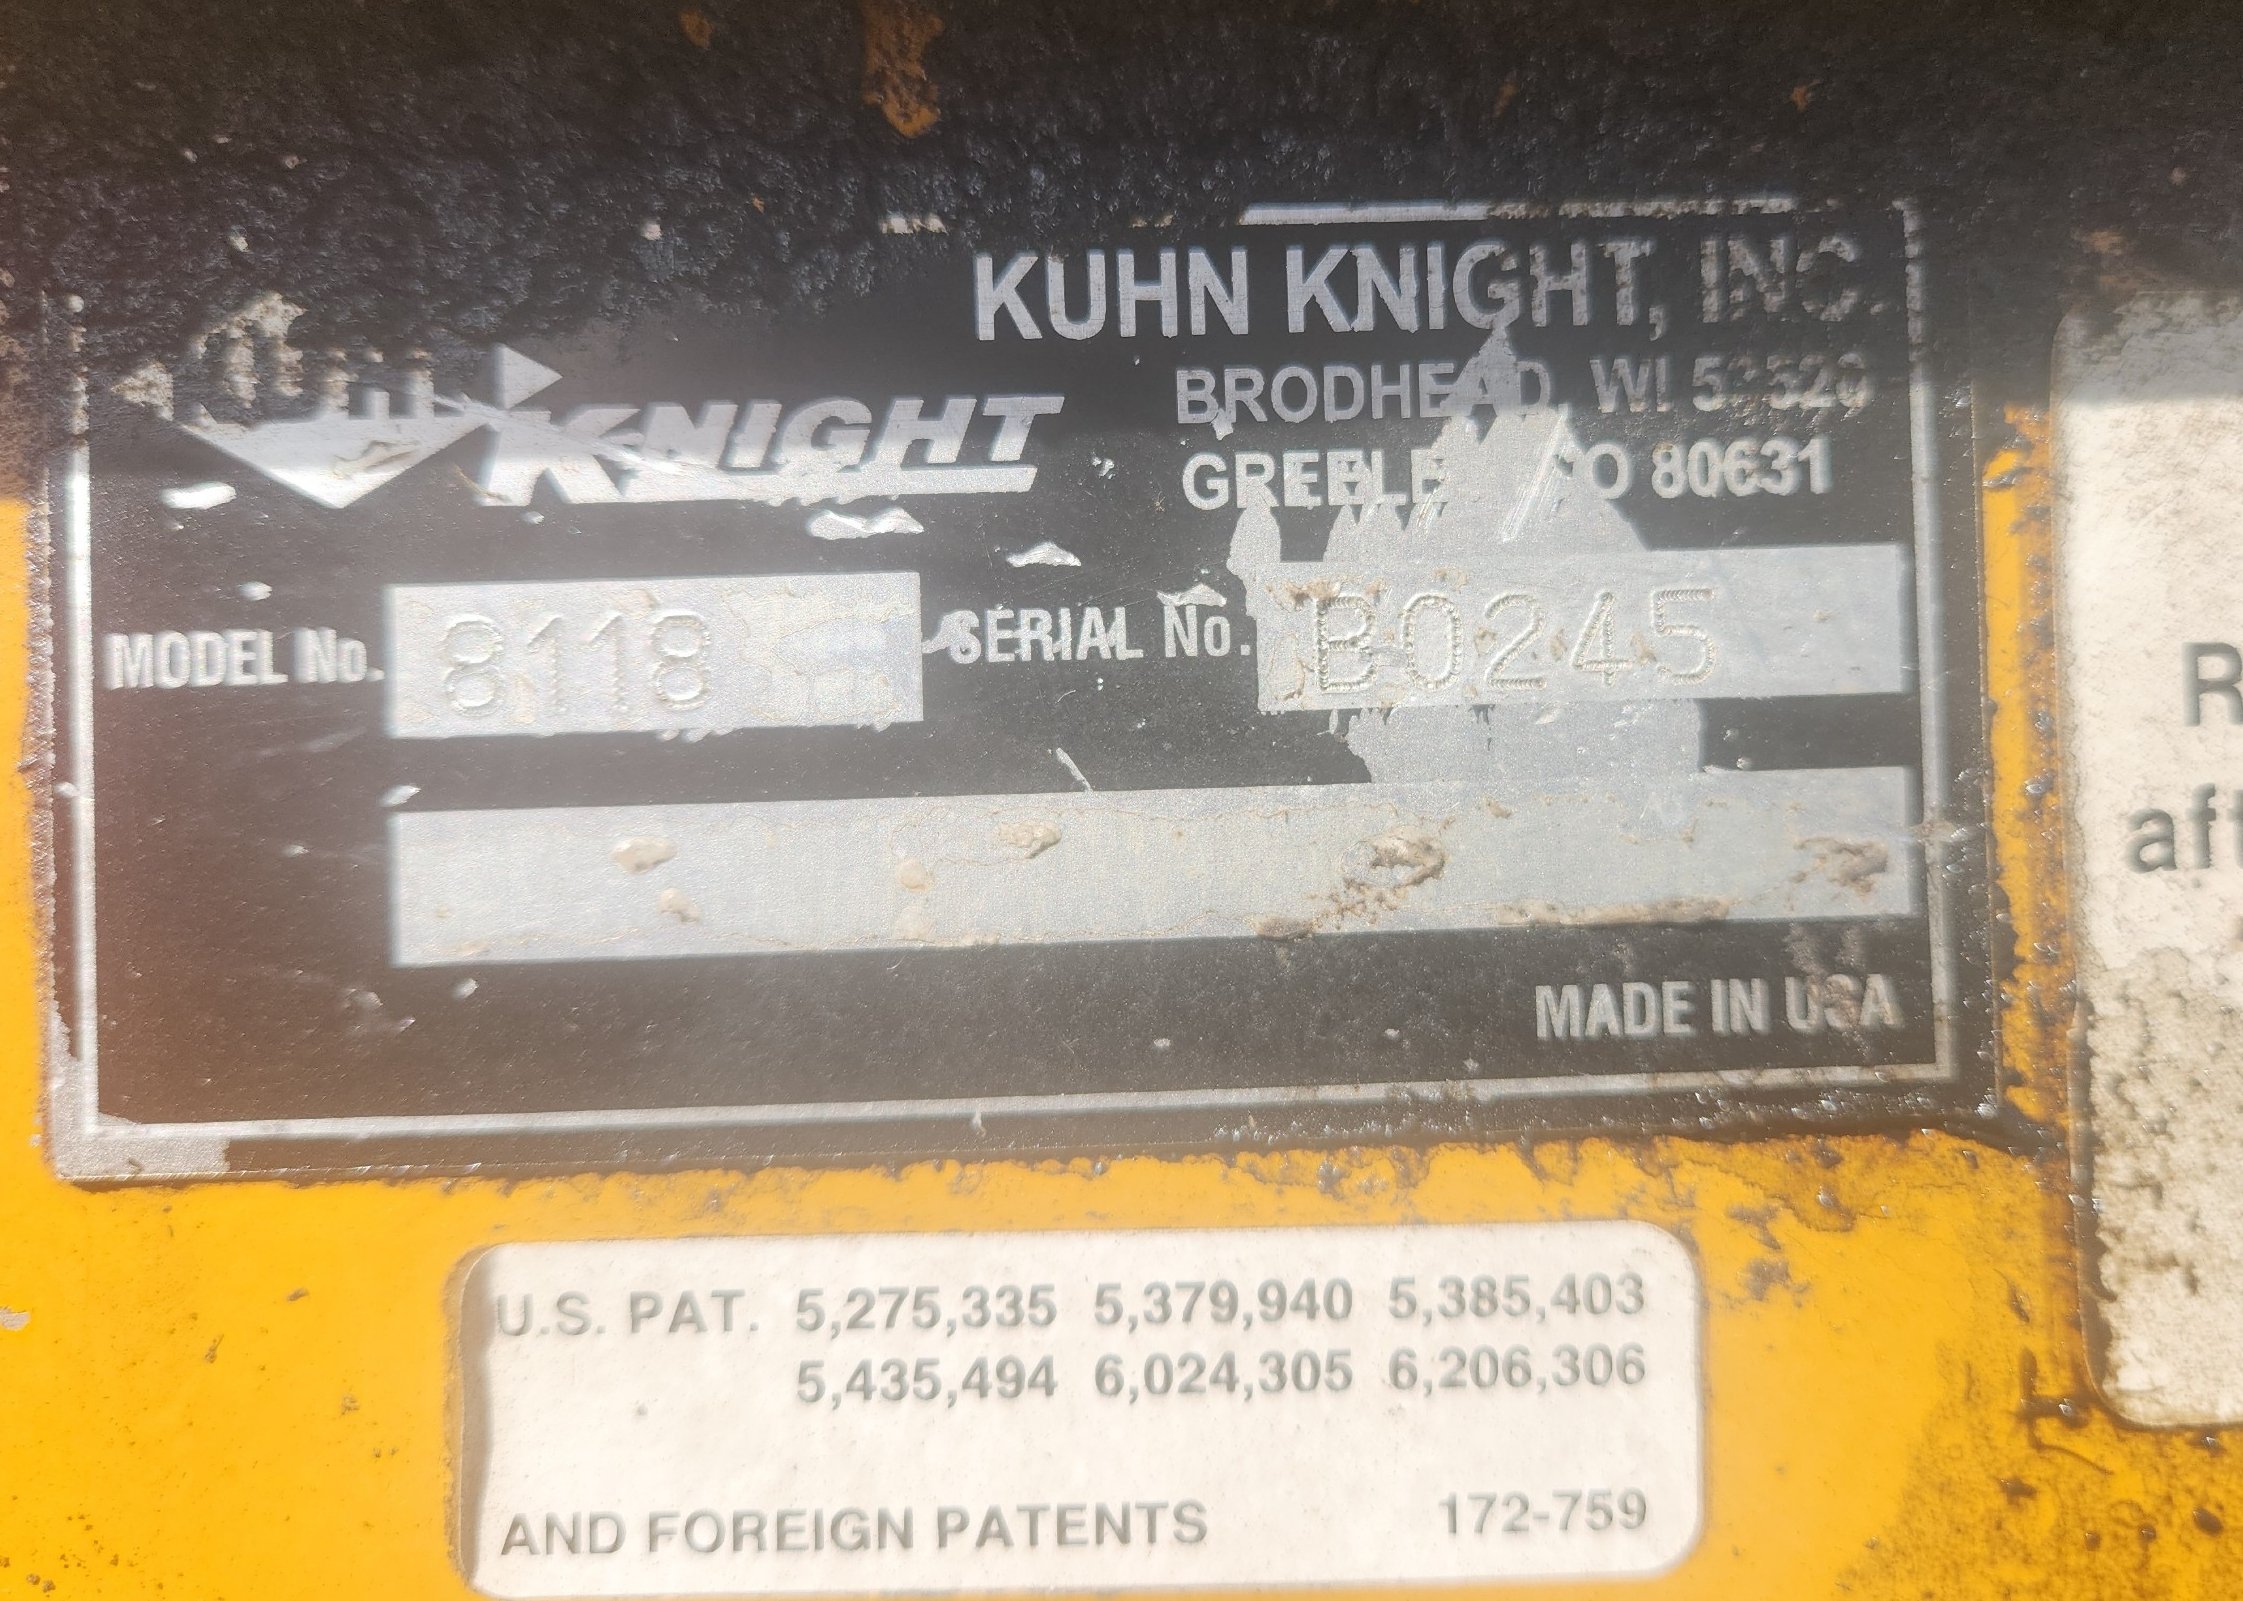 KUHN KNIGHT, INC.
BRODHEAD, WI 53520
KNIGHT
GREELEY, CO 80631
MODEL No. 8118 SERIAL No. B0245
MADE IN USA
U.S. PAT. 5,275,335 5,379,940 5,385,403
5,435,494 6,024,305 6,206,306
AND FOREIGN PATENTS 172-759